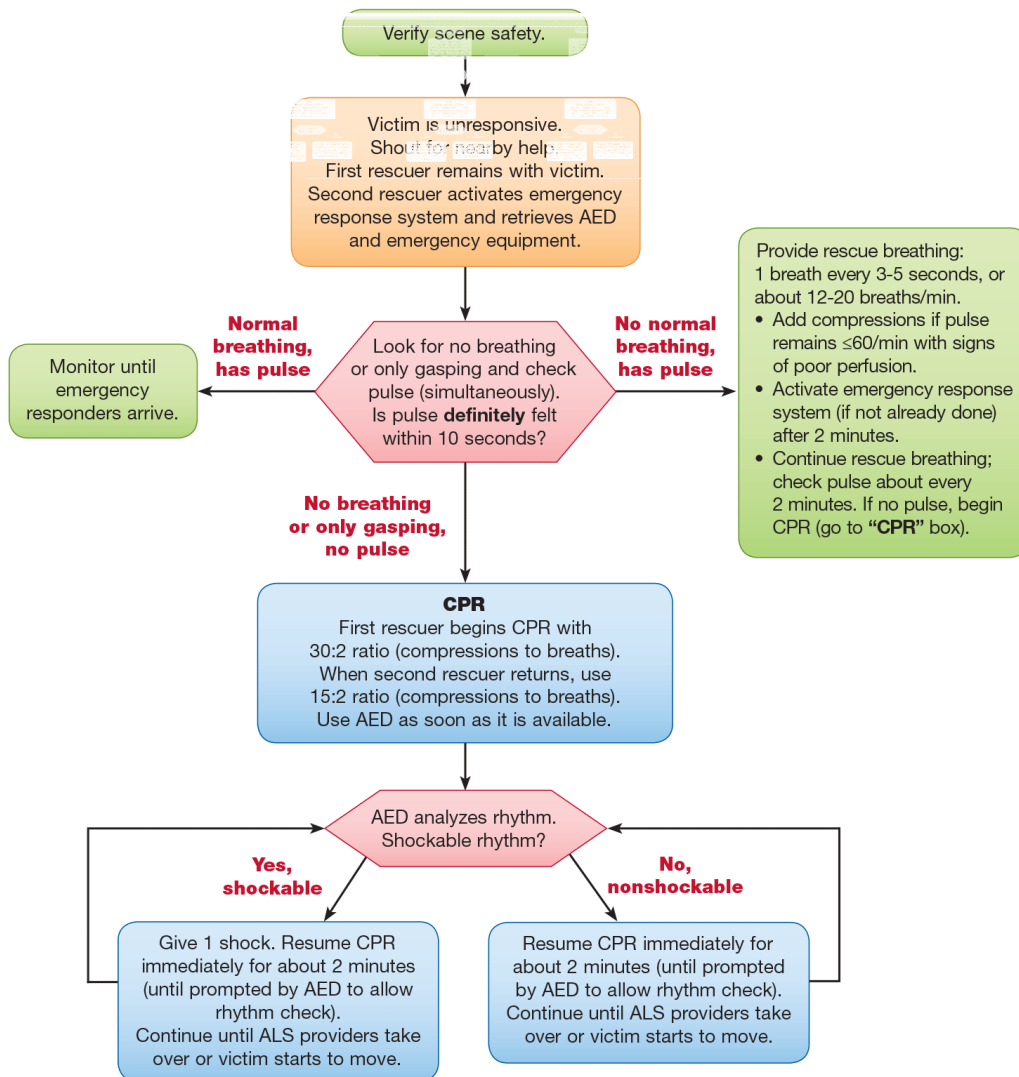 Verify scene safety.
Victim is unresponsive.
Shout for nearby help.
First rescuer remains with victim.
Second rescuer activates emergency
response system and retrieves AED
and emergency equipment.
Normal
breathing,
has pulse
Monitor until
emergency
responders arrive.
Look for no breathing
or only gasping and check
pulse (simultaneously).
Is pulse definitely felt
within 10 seconds?
No normal
breathing,
has pulse
Provide rescue breathing:
1 breath every 3-5 seconds, or
about 12-20 breaths/min.
• Add compressions if pulse
remains ≤60/min with signs
of poor perfusion.
• Activate emergency response
system (if not already done)
after 2 minutes.
• Continue rescue breathing;
check pulse about every
2 minutes. If no pulse, begin
CPR (go to “CPR” box).
No breathing
or only gasping,
no pulse
CPR
First rescuer begins CPR with
30:2 ratio (compressions to breaths).
When second rescuer returns, use
15:2 ratio (compressions to breaths).
Use AED as soon as it is available.
AED analyzes rhythm.
Shockable rhythm?
Yes,
shockable
No,
nonshockable
Give 1 shock. Resume CPR
immediately for about 2 minutes
(until prompted by AED to allow
rhythm check).
Continue until ALS providers take
over or victim starts to move.
Resume CPR immediately for
about 2 minutes (until prompted
by AED to allow rhythm check).
Continue until ALS providers take
over or victim starts to move.